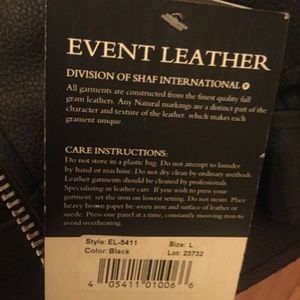 EVENT LEATHER
DIVISION OF SHAF INTERNATIONAL ®
All garments are constructed from the finest quality full
grain leathers. Any Natural markings are a distinct part of the
character and texture of the leather. which makes each
grament unique.
CARE INSTRUCTIONS:
Do not store in a plastic bag. Do not attempt to launder
by hand or machine. Do not dry clean by ordinary methods.
Leather garments should be cleaned by professionals.
Specializing in leather care. If you wish to press your
garment. set the iron on lowest setting. Do not steam. Place
heavy brown paper between iron and surface of leather or
suede. Press one panel at a time, constantly moving iron to
avoid overheating.
Style: EL-5411 Size: L
Color: Black Lot: 23732
4 05411 01006 6